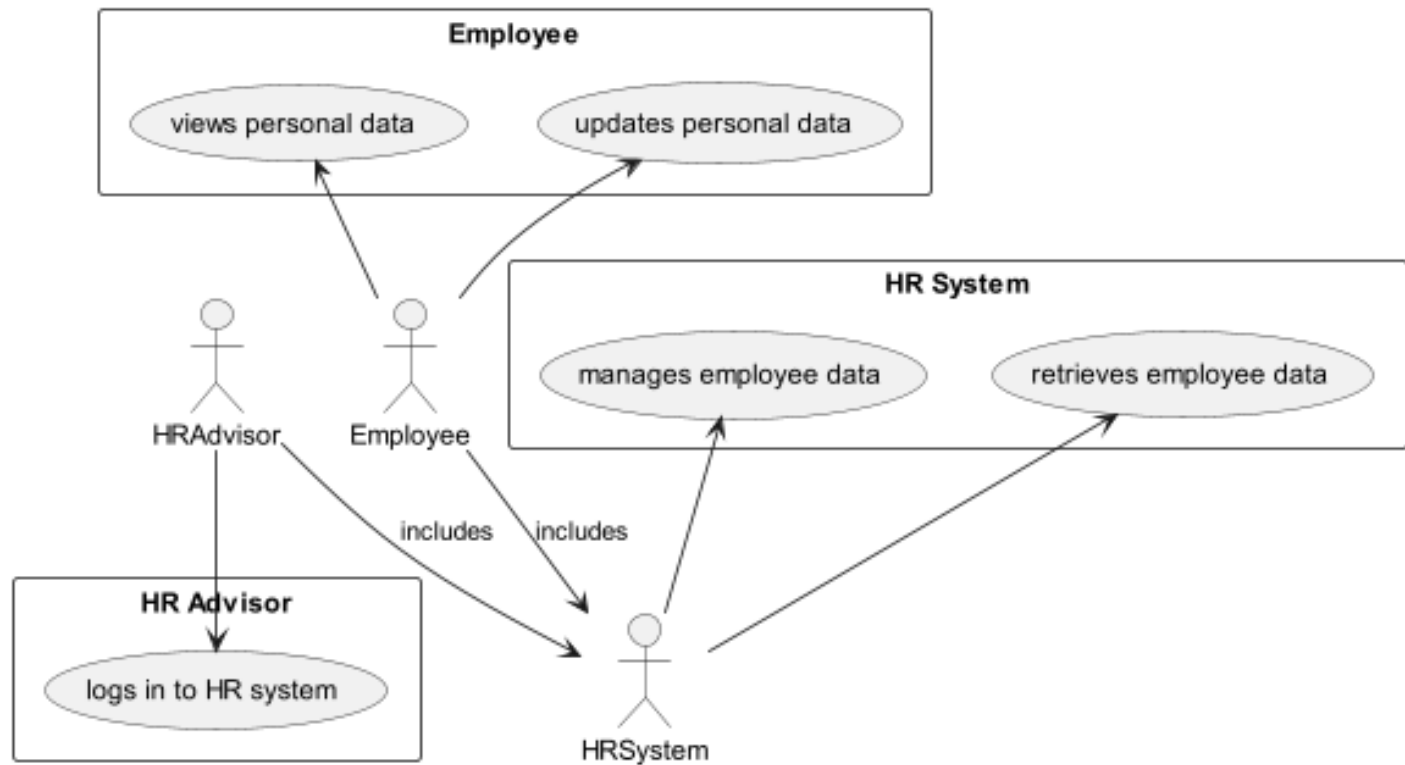 Employee
views personal data
updates personal data
HR System
manages employee data
retrieves employee data
HRAdvisor
Employee
includes
includes
HR Advisor
logs in to HR system
HRSystem